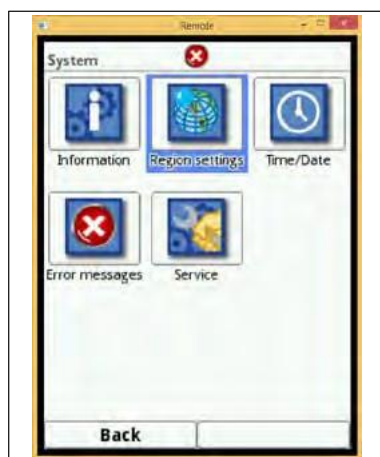 Remote
System
Information
Region settings
Time/Date
Error messages
Service
Back